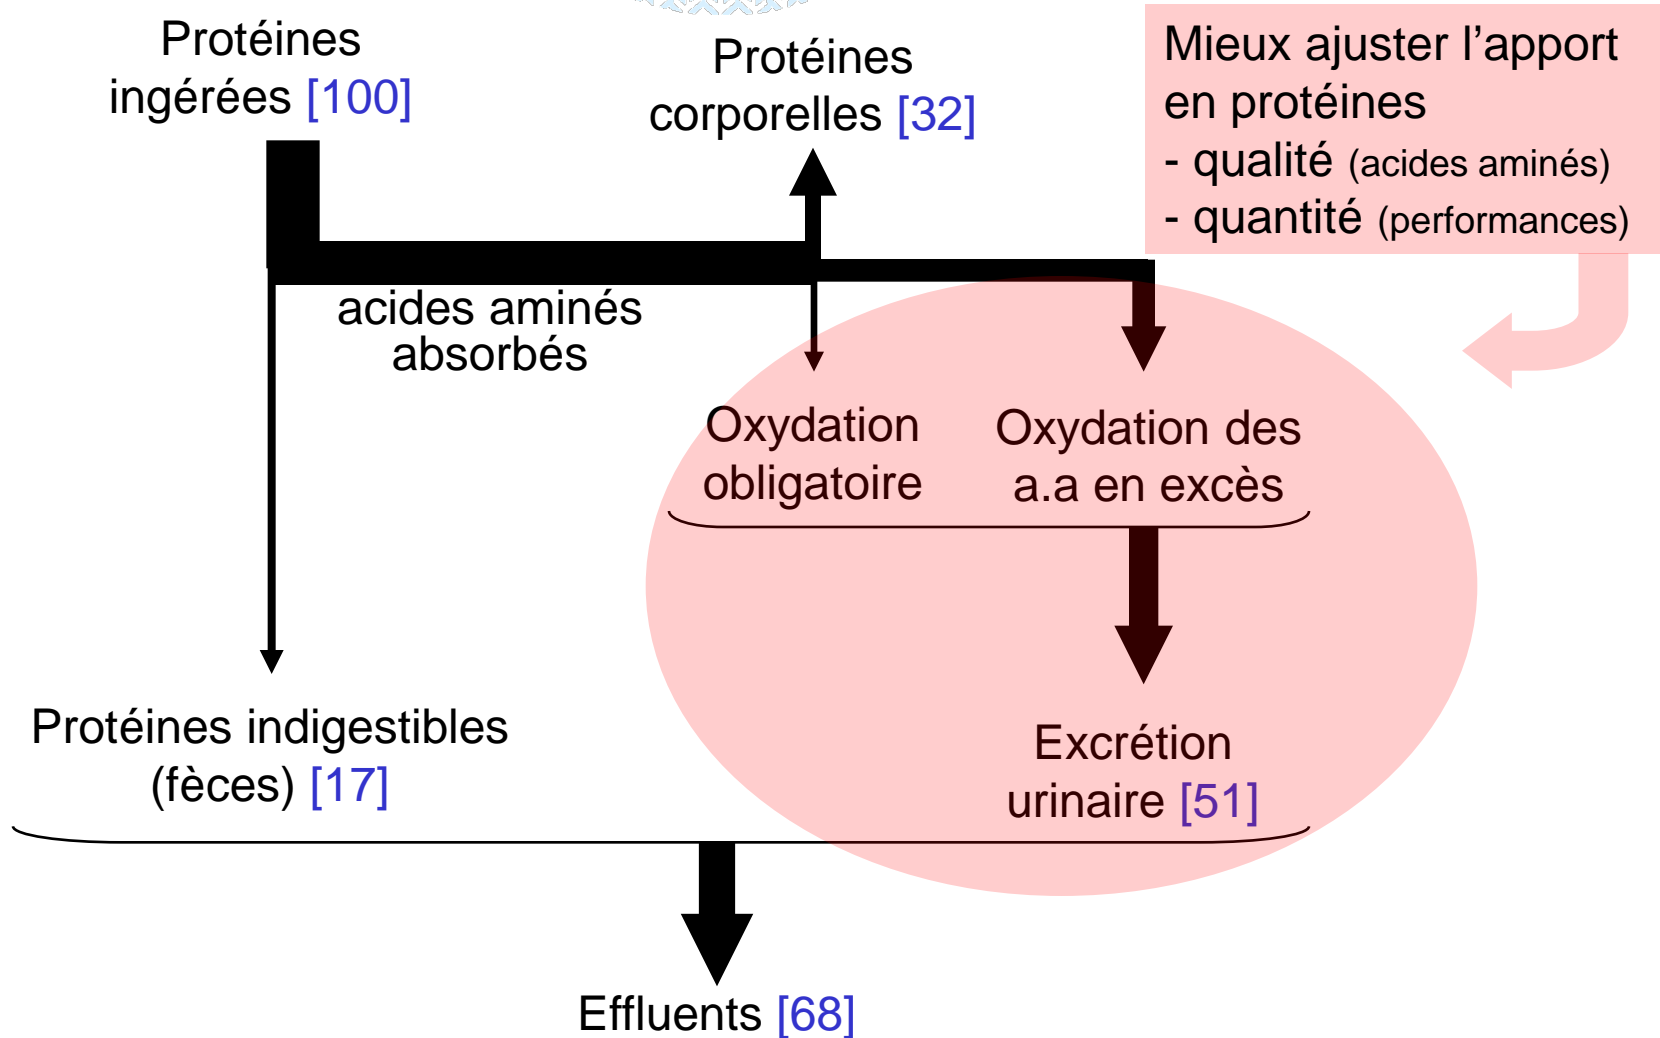 Protéines
ingérées [100]
Protéines
corporelles [32]
Mieux ajuster l’apport
en protéines
- qualité (acides aminés)
- quantité (performances)
acides aminés
absorbés
Oxydation
obligatoire
Oxydation des
a.a en excès
Protéines indigestibles
(fèces) [17]
Excrétion
urinaire [51]
Effluents [68]